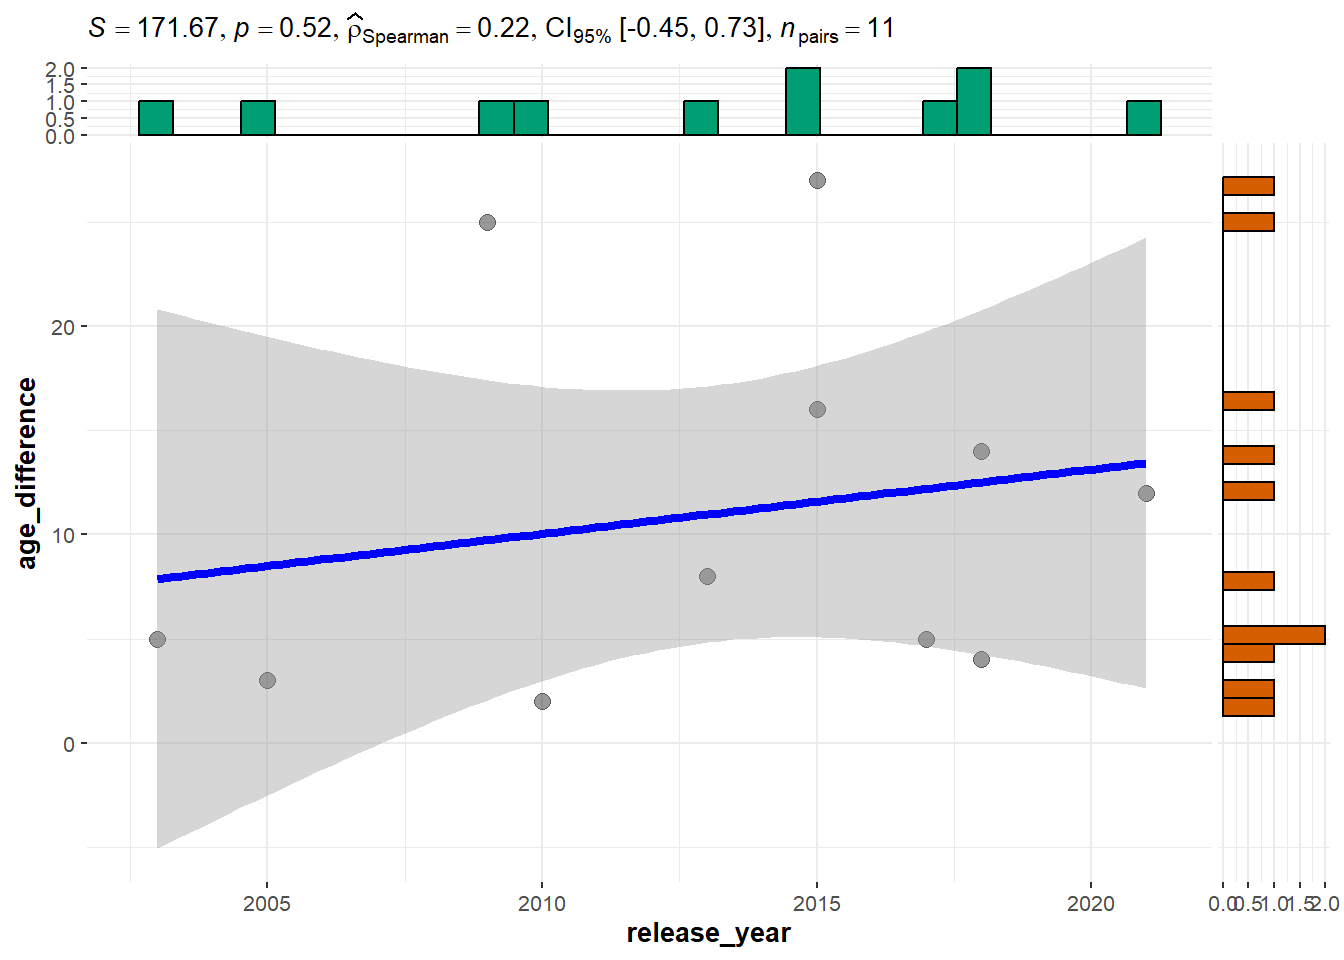 S = 171.67, p = 0.52, ρ̂Spearman = 0.22, CI95% [-0.45, 0.73], npairs = 11
2.0
1.5
1.0
0.5
0.0
20
10
0
age_difference
2005 2010 2015 2020 0.0 0.5 1.0 1.5 2.0
release_year